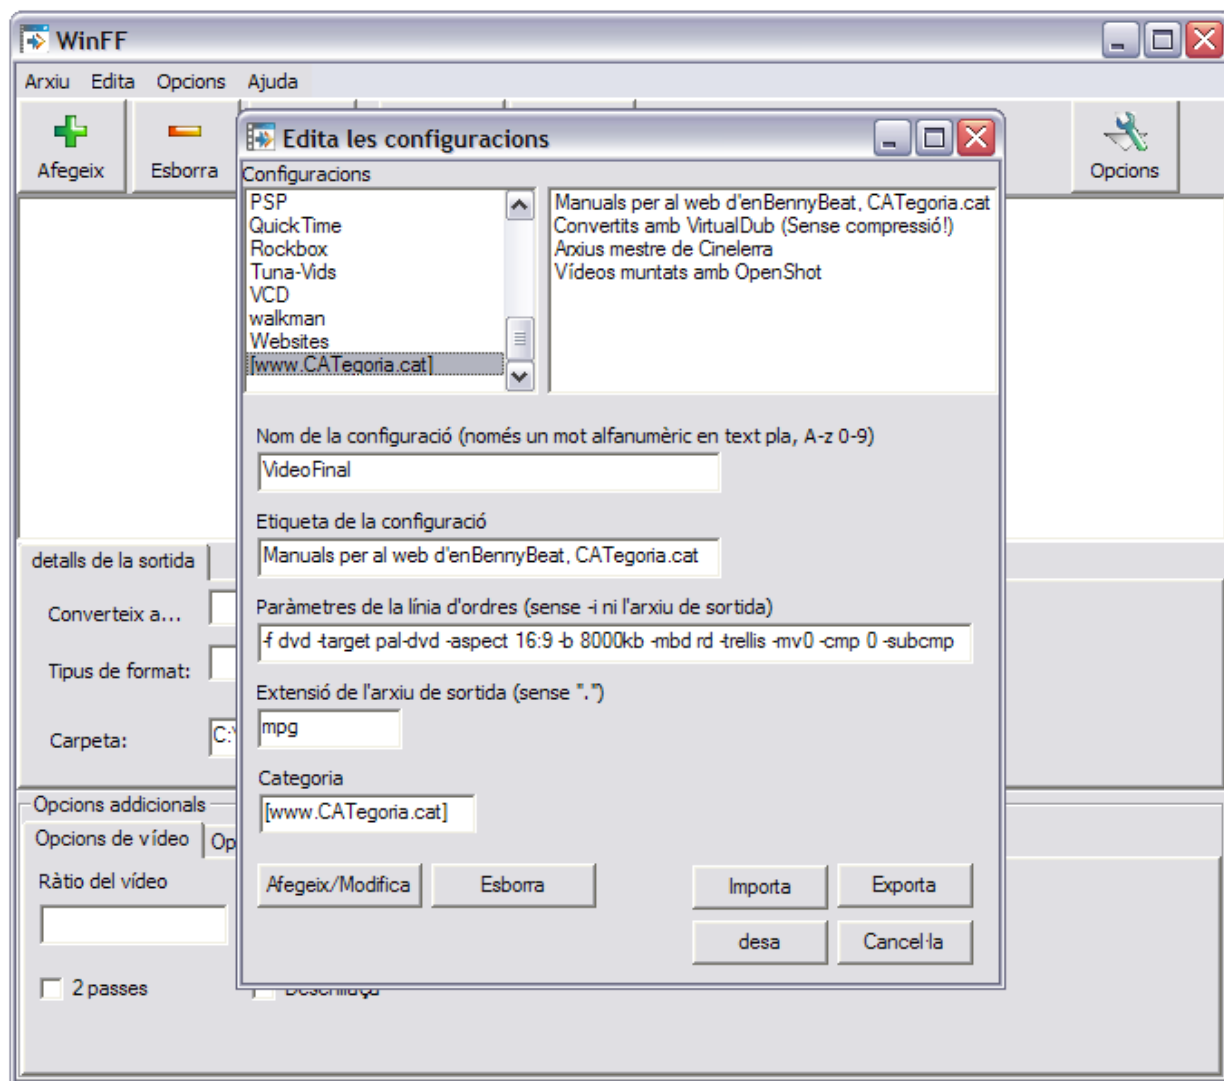 WinFF
Arxiu Edita Opcions Ajuda
Afegeix Esborra Opcions
Edita les configuracions
Configuracions
PSP
QuickTime
Rockbox
Tuna-Vids
VCD
walkman
Websites
[www.CATegoria.cat]
Manuals per al web d'enBennyBeat, CATegoria.cat
Convertits amb VirtualDub (Sense compressió!)
Arxius mestre de Cinelerra
Vídeos muntats amb OpenShot
Nom de la configuració (només un mot alfanumèric en text pla, A-z 0-9)
VideoFinal
Etiqueta de la configuració
Manuals per al web d'enBennyBeat, CATegoria.cat
Paràmetres de la línia d'ordres (sense -i ni l'arxiu de sortida)
-f dvd -target pal-dvd -aspect 16:9 -b 8000kb -mbd rd -trellis -mv0 -cmp 0 -subcmp
Extensió de l'arxiu de sortida (sense ".")
mpg
Categoria
[www.CATegoria.cat]
Afegeix/Modifica Esborra Importa Exporta
desa Cancel·la
detalls de la sortida
Converteix a...
Tipus de format:
Carpeta:
Opcions addicionals
Opcions de vídeo
Ràtio del vídeo
2 passes